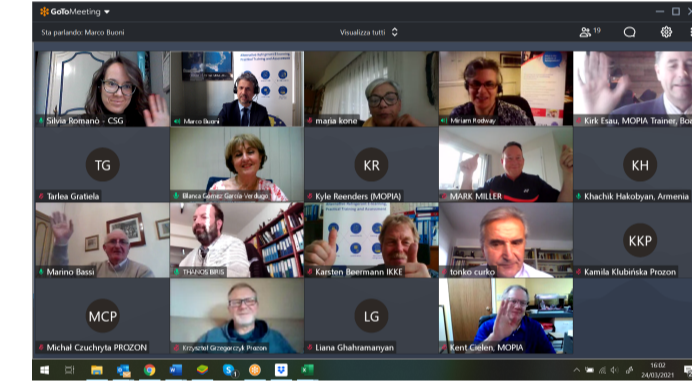 GoToMeeting
Sta parlando: Marco Buoni
Visualizza tutti
19
Silvia Romanò - CSG
Marco Buoni
maria kone
Miriam Rodway
Kirk Esau, MOPIA Trainer, Boa
TG
KR
KH
Tarlea Gratiela
Blanca Gómez García-Verdugo
Kyle Reenders (MOPIA)
MARK MILLER
Khachik Hakobyan, Armenia
KKP
Marino Bassi
THANOS BIRIS
Karsten Beermann IKKE
tonko curko
Kamila Klubińska Prozon
MCP
LG
Michał Czuchryta PROZON
Krzysztof Grzegorczyk Prozon
Liana Ghahramanyan
Kent Cielen, MOPIA
16:02
24/03/2021